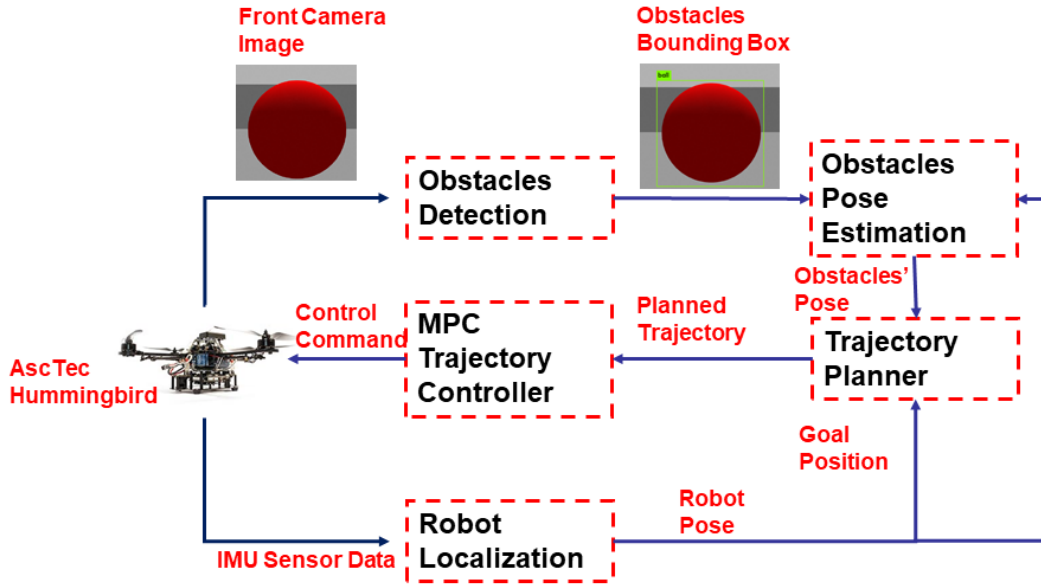 Front Camera
Image
Obstacles
Bounding Box
ball
Obstacles
Detection
Obstacles
Pose
Estimation
Obstacles'
Pose
Control
Command
MPC
Trajectory
Controller
Planned
Trajectory
Trajectory
Planner
AscTec
Hummingbird
Goal
Position
IMU Sensor Data
Robot
Localization
Robot
Pose